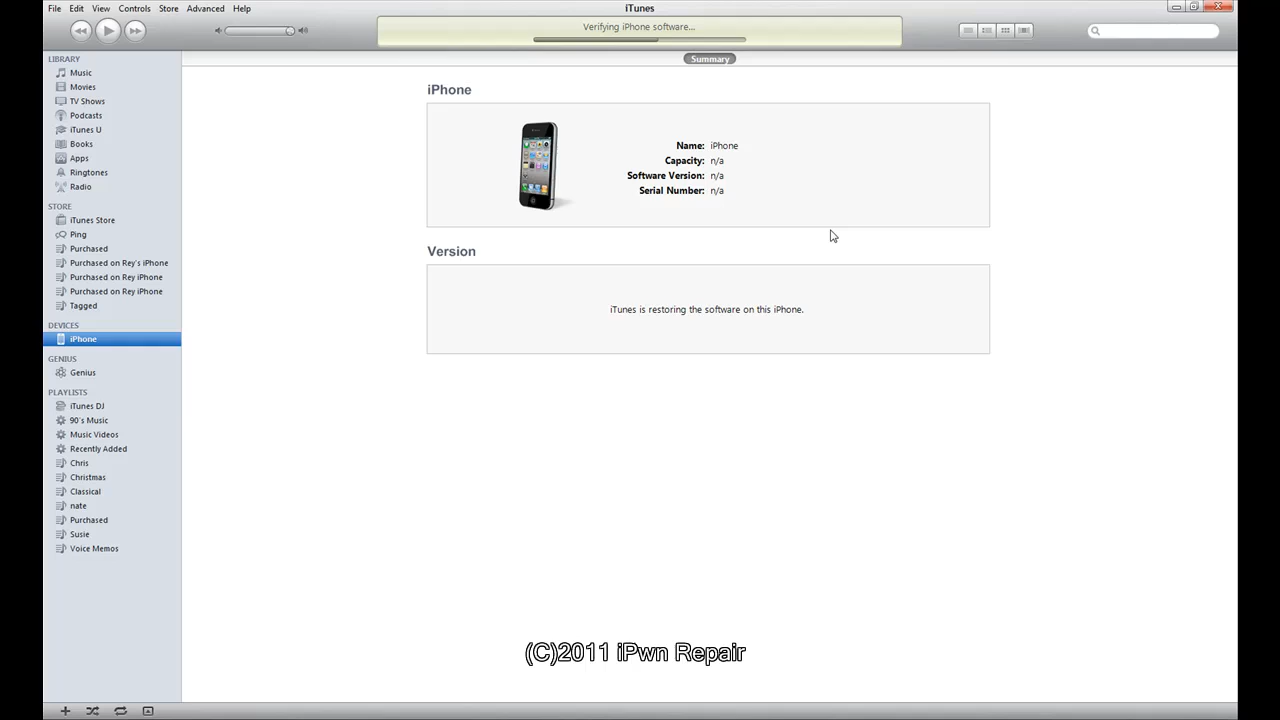 File Edit View Controls Store Advanced Help
iTunes
Verifying iPhone software...
Summary
LIBRARY
Music
Movies
TV Shows
Podcasts
iTunes U
Books
Apps
Ringtones
Radio
STORE
iTunes Store
Ping
Purchased
Purchased on Rey's iPhone
Purchased on Rey iPhone
Purchased on Rey iPhone
Tagged
DEVICES
iPhone
GENIUS
Genius
PLAYLISTS
iTunes DJ
90's Music
Music Videos
Recently Added
Chris
Christmas
Classical
nate
Purchased
Susie
Voice Memos
iPhone
Name: iPhone
Capacity: n/a
Software Version: n/a
Serial Number: n/a
Version
iTunes is restoring the software on this iPhone.
(C)2011 iPwn Repair